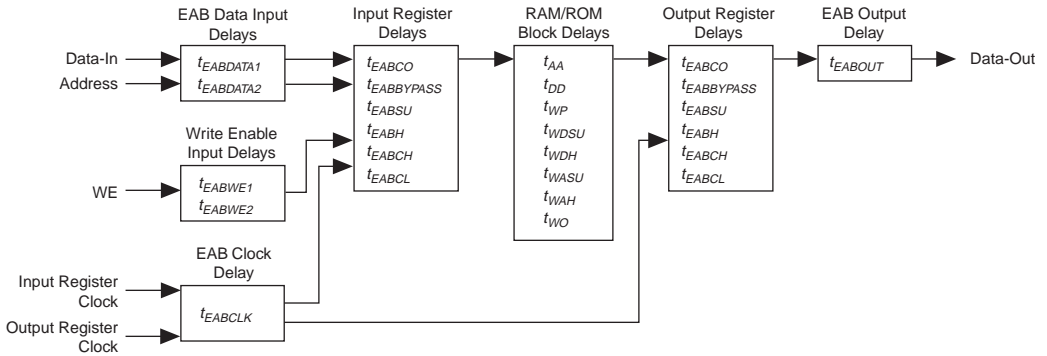 EAB Data Input
Delays
Input Register
Delays
RAM/ROM
Block Delays
Output Register
Delays
EAB Output
Delay
Data-In
Address
tEABDATA1
tEABDATA2
tEABCO
tEABBYPASS
tEABSU
tEABH
tEABCH
tEABCL
tAA
tDD
tWP
tWDSU
tWDH
tWASU
tWAH
tWO
tEABCO
tEABBYPASS
tEABSU
tEABH
tEABCH
tEABCL
tEABOUT
Data-Out
Write Enable
Input Delays
WE
tEABWE1
tEABWE2
EAB Clock
Delay
Input Register
Clock
tEABCLK
Output Register
Clock